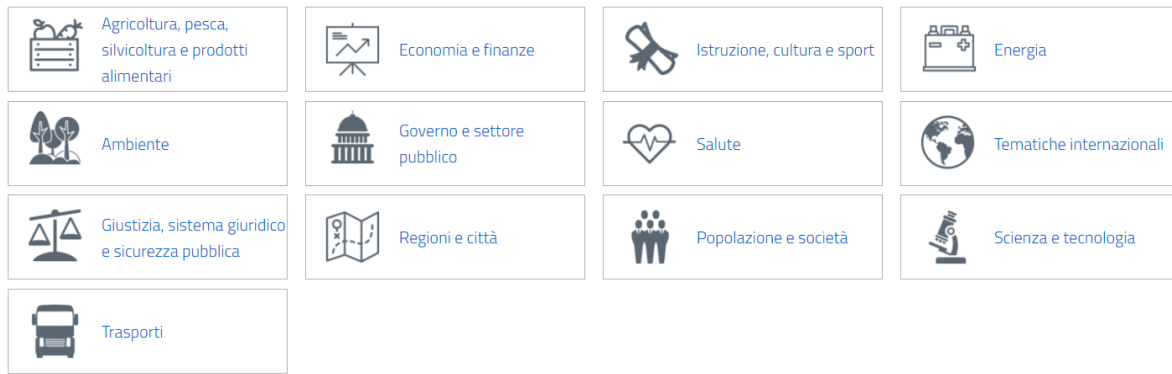 Agricoltura, pesca,
silvicoltura e prodotti
alimentari
Economia e finanze
Istruzione, cultura e sport
Energia
Ambiente
Governo e settore
pubblico
Salute
Tematiche internazionali
Giustizia, sistema giuridico
e sicurezza pubblica
Regioni e città
Popolazione e società
Scienza e tecnologia
Trasporti